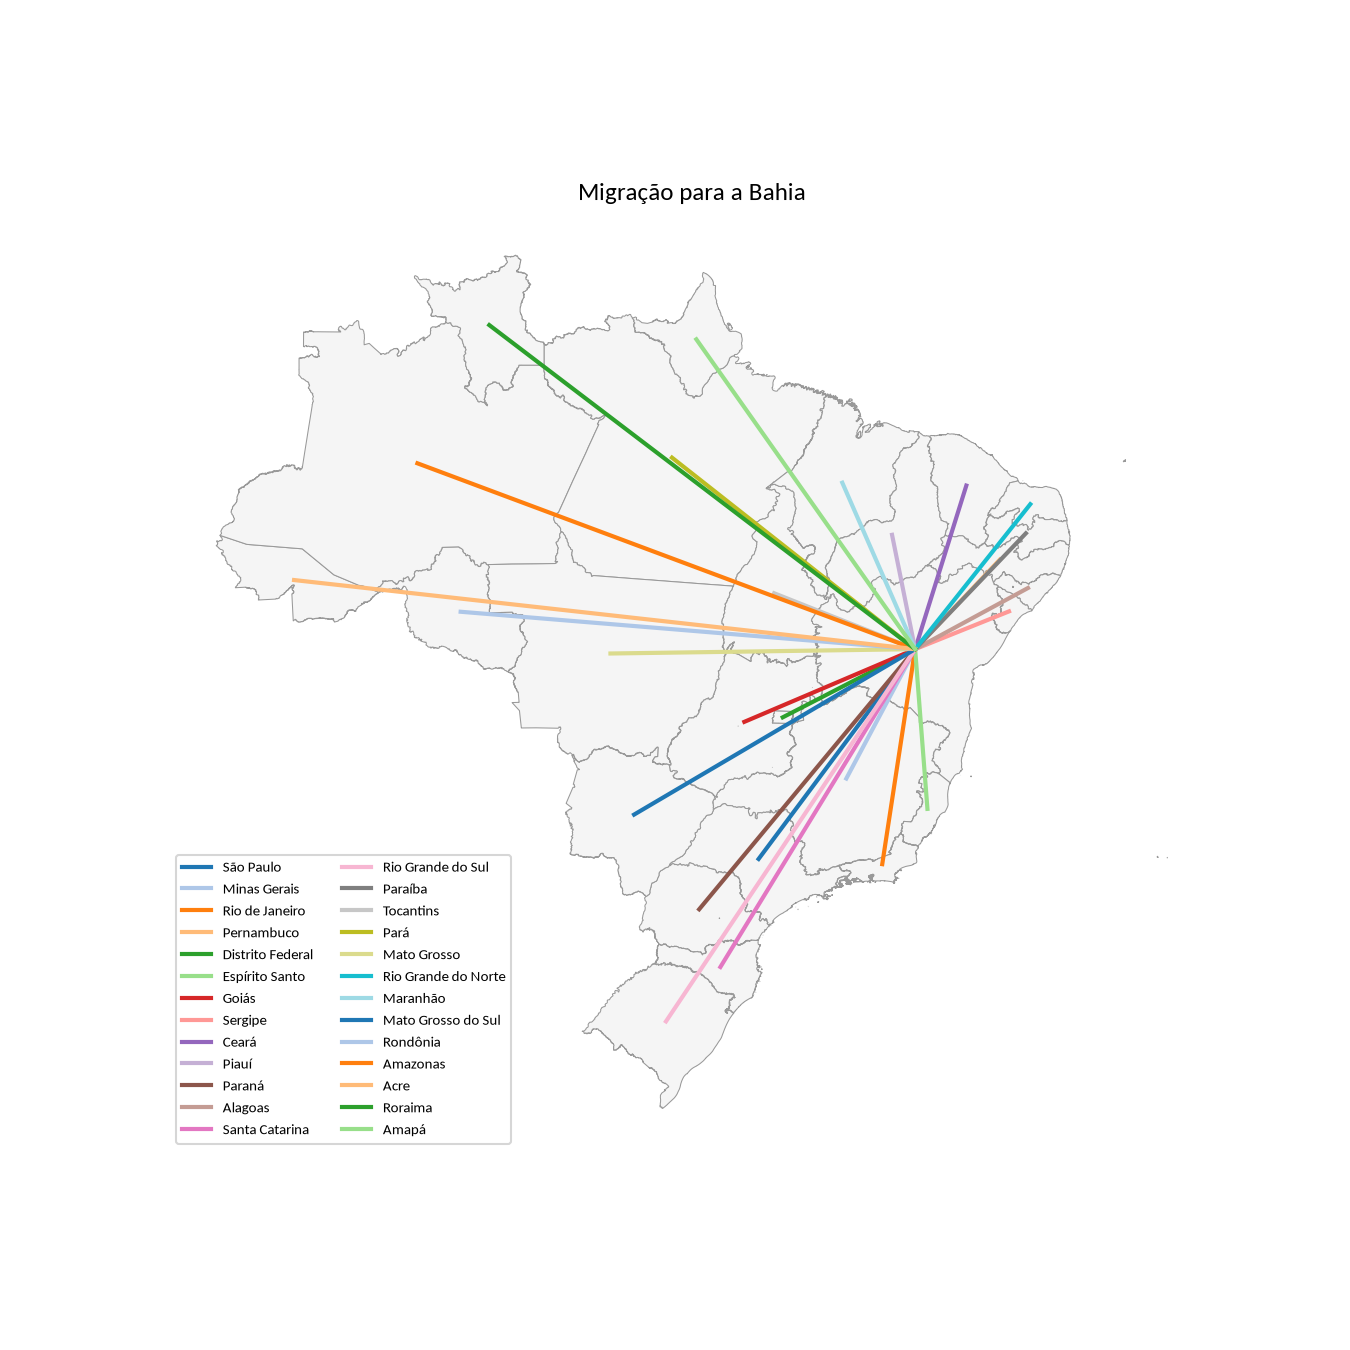 Migração para a Bahia
São Paulo
Minas Gerais
Rio de Janeiro
Pernambuco
Distrito Federal
Espírito Santo
Goiás
Sergipe
Ceará
Piauí
Paraná
Alagoas
Santa Catarina
Rio Grande do Sul
Paraíba
Tocantins
Pará
Mato Grosso
Rio Grande do Norte
Maranhão
Mato Grosso do Sul
Rondônia
Amazonas
Acre
Roraima
Amapá